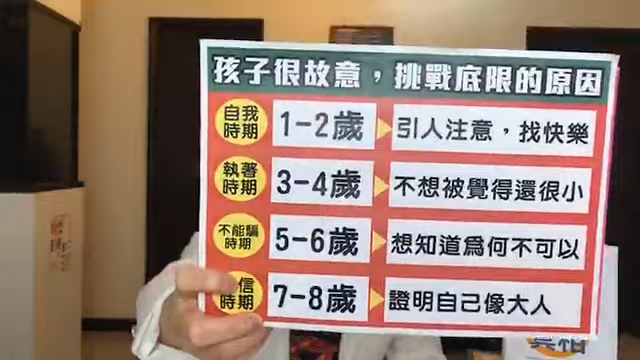 孩子很故意，挑戰底限的原因
自我
時期
1-2歲
引人注意，找快樂
執著
時期
3-4歲
不想被覺得還很小
不能騙
時期
5-6歲
想知道為何不可以
信
時期
7-8歲
證明自己像大人